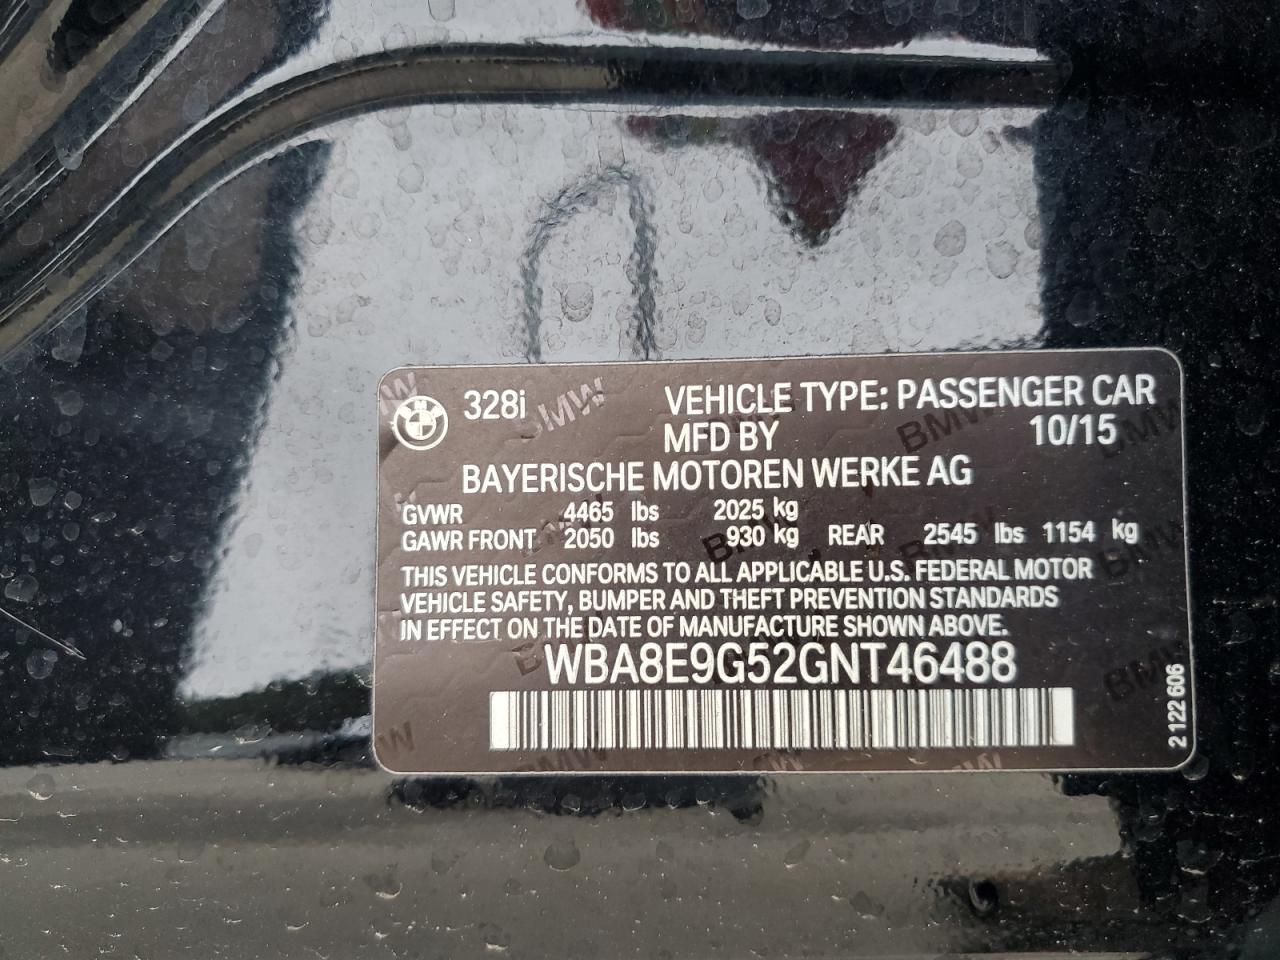 328i VEHICLE TYPE: PASSENGER CAR
MFD BY 10/15
BAYERISCHE MOTOREN WERKE AG
GVWR 4465 lbs 2025 kg
GAWR FRONT 2050 lbs 930 kg REAR 2545 lbs 1154 kg
THIS VEHICLE CONFORMS TO ALL APPLICABLE U.S. FEDERAL MOTOR
VEHICLE SAFETY, BUMPER AND THEFT PREVENTION STANDARDS
IN EFFECT ON THE DATE OF MANUFACTURE SHOWN ABOVE.
WBA8E9G52GNT46488
2 122 606
BMW